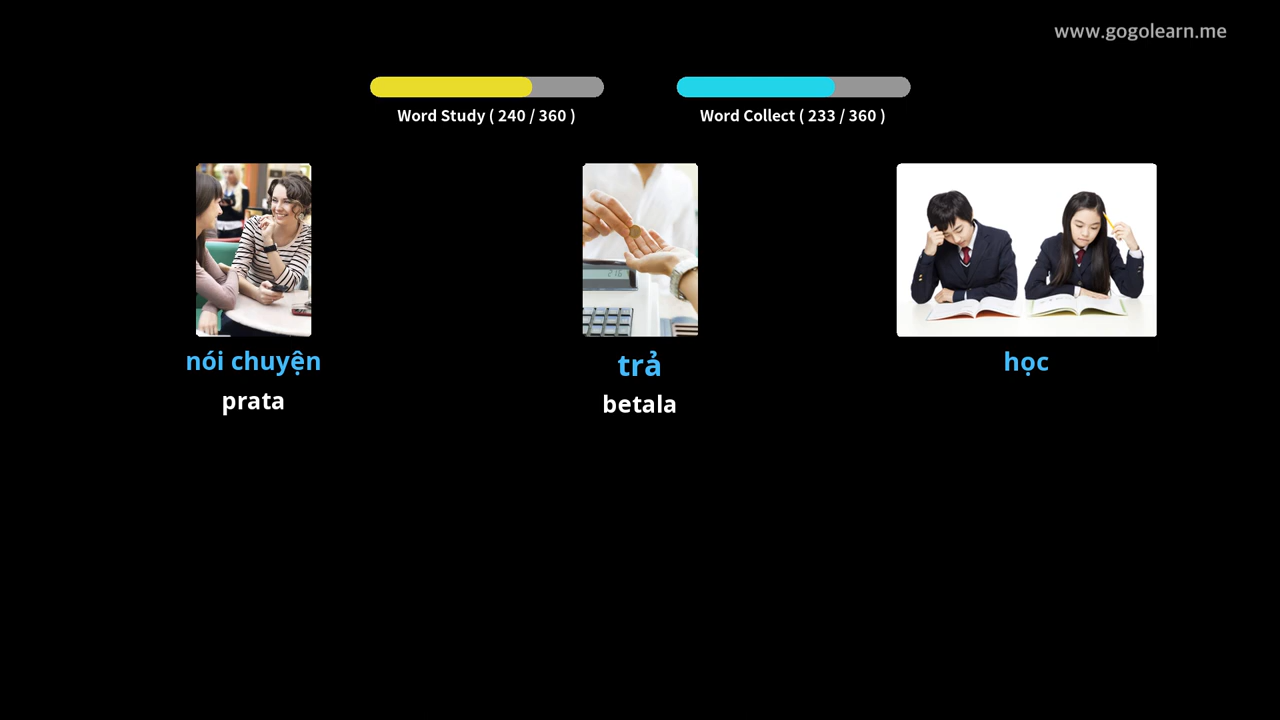 www.gogolearn.me
Word Study ( 240 / 360 )
Word Collect ( 233 / 360 )
nói chuyện
prata
trả
betala
học